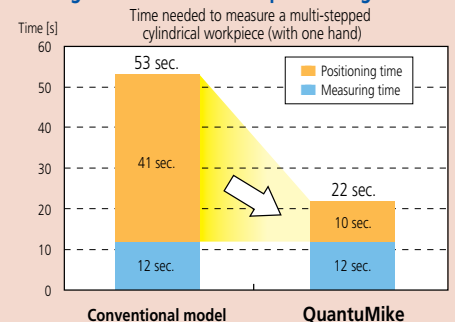 Time needed to measure a multi-stepped
cylindrical workpiece (with one hand)
Time [s]
60
50
40
30
20
10
0
53 sec.
41 sec.
12 sec.
Positioning time
Measuring time
22 sec.
10 sec.
12 sec.
Conventional model
QuantuMike